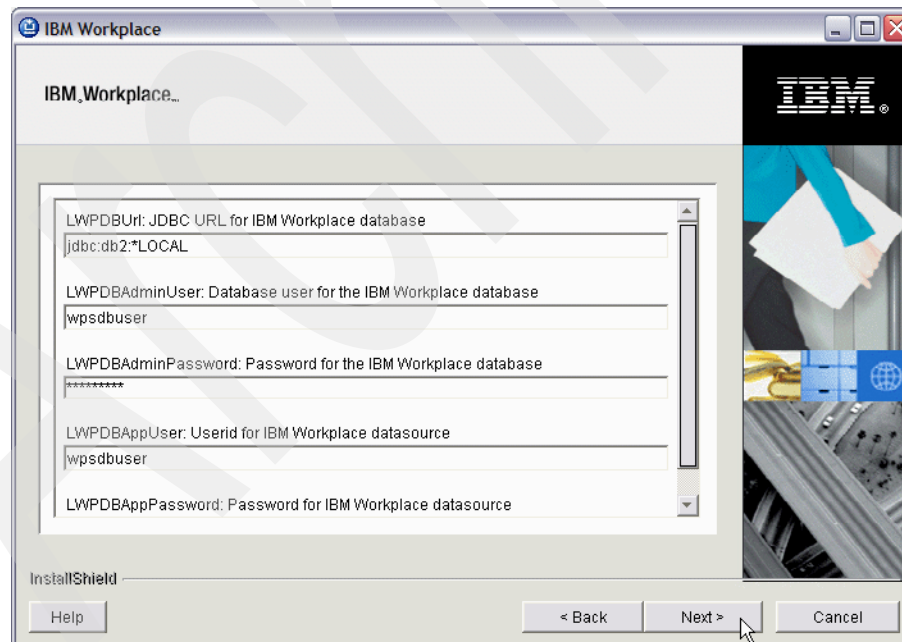 IBM Workplace
IBM Workplace
IBM®
LWPDBUrl: JDBC URL for IBM Workplace database
jdbc:db2:*LOCAL
LWPDBAdminUser: Database user for the IBM Workplace database
wpsdbuser
LWPDBAdminPassword: Password for the IBM Workplace database
*********
LWPDBAppUser: Userid for IBM Workplace datasource
wpsdbuser
LWPDBAppPassword: Password for IBM Workplace datasource
InstallShield
Help
< Back
Next >
Cancel